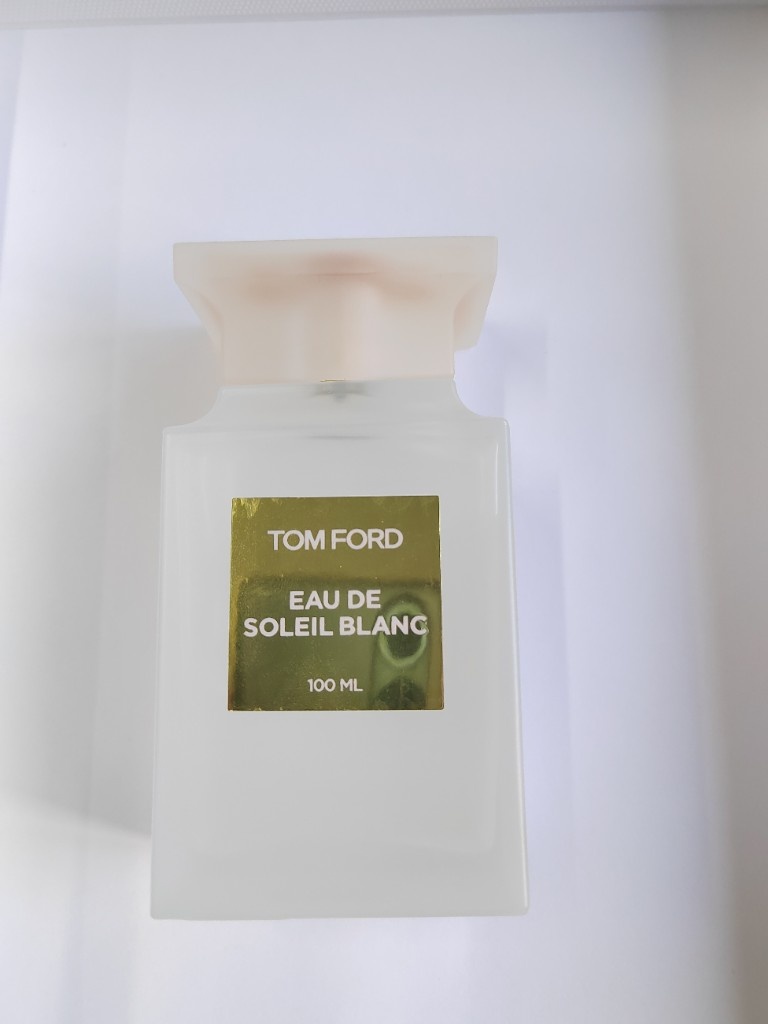 TOM FORD
EAU DE
SOLEIL BLANC
100 ML